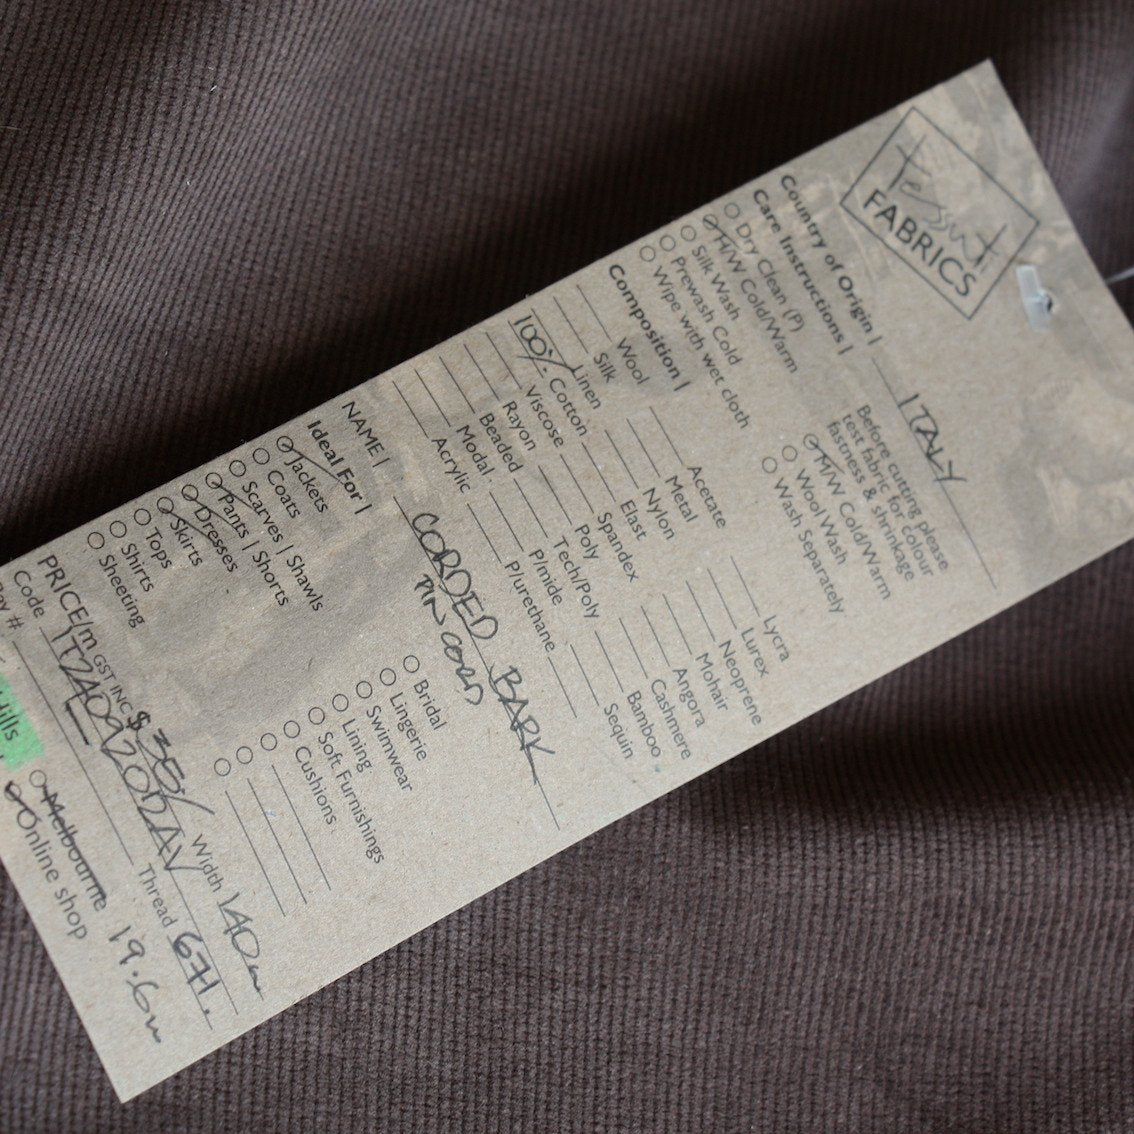 Tessuti
FABRICS
Country of Origin | ITALY
Care Instructions |
Dry Clean (P)
H/W Cold/Warm
Silk Wash
Prewash Cold
Wipe with wet cloth
Before cutting please
test fabric for colour
fastness & shrinkage
M/W Cold/Warm
Wool Wash
Wash Separately
Composition |
Wool
Silk
Linen
100% Cotton
Viscose
Rayon
Beaded
Modal
Acrylic
Acetate
Metal
Nylon
Elast
Spandex
Poly
Tech/Poly
P/mide
P/urethane
Lycra
Lurex
Neoprene
Mohair
Angora
Cashmere
Bamboo
Sequin
NAME | CORDED BARK
PIN CORD
Ideal For |
Jackets
Coats
Scarves | Shawls
Pants | Shorts
Dresses
Skirts
Tops
Shirts
Sheeting
Bridal
Lingerie
Swimwear
Lining
Soft Furnishings
Cushions
PRICE/m GST INC $35/ Width 140
Code Thread 671.
Hills
Melbourne
Online shop
19.6m